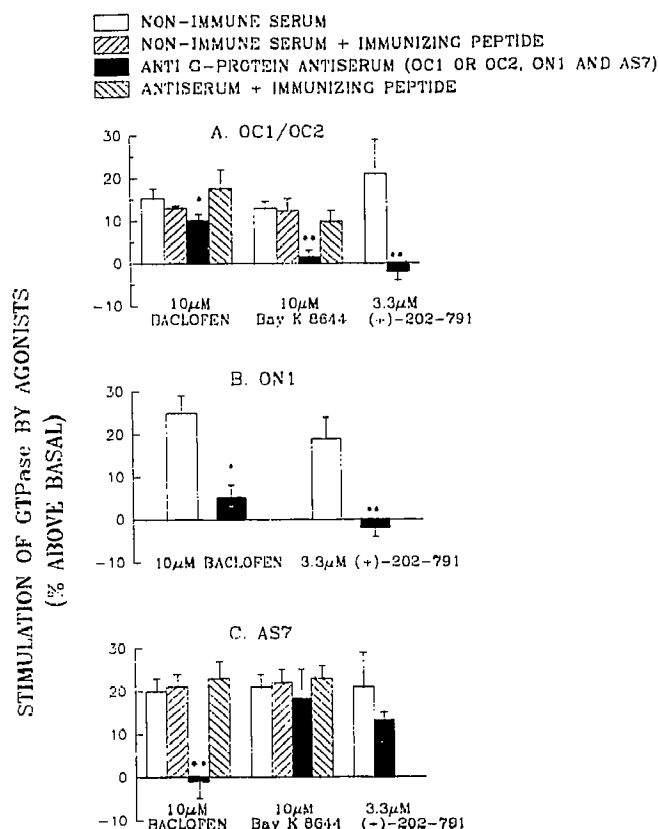 NON-IMMUNE SERUM
NON-IMMUNE SERUM + IMMUNIZING PEPTIDE
ANTI G-PROTEIN ANTISERUM (OC1 OR OC2, ON1 AND AS7)
ANTISERUM + IMMUNIZING PEPTIDE
STIMULATION OF GTPase BY AGONISTS
(% ABOVE BASAL)
A. OC1/OC2
30
20
10
0
-10
*
**
**
10μM 10μM 3.3μM
BACLOFEN Bay K 8644 (+)-202-791
B. ON1
30
20
10
0
-10
*
**
10μM BACLOFEN 3.3μM (+)-202-791
C. AS7
30
20
10
0
-10
**
10μM 10μM 3.3μM
BACLOFEN Bay K 8644 (+)-202-791